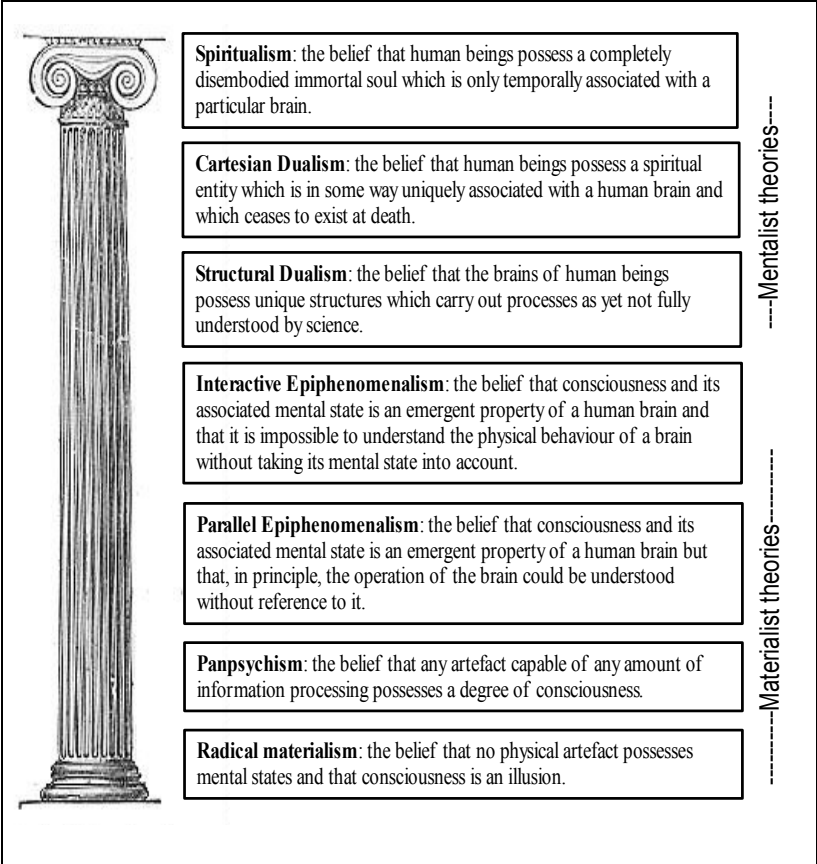 Spiritualism: the belief that human beings possess a completely
disembodied immortal soul which is only temporally associated with a
particular brain.
Cartesian Dualism: the belief that human beings possess a spiritual
entity which is in some way uniquely associated with a human brain and
which ceases to exist at death.
Structural Dualism: the belief that the brains of human beings
possess unique structures which carry out processes as yet not fully
understood by science.
----Mentalist theories----
Interactive Epiphenomenalism: the belief that consciousness and its
associated mental state is an emergent property of a human brain and
that it is impossible to understand the physical behaviour of a brain
without taking its mental state into account.
Parallel Epiphenomenalism: the belief that consciousness and its
associated mental state is an emergent property of a human brain but
that, in principle, the operation of the brain could be understood
without reference to it.
Panpsychism: the belief that any artefact capable of any amount of
information processing possesses a degree of consciousness.
Radical materialism: the belief that no physical artefact possesses
mental states and that consciousness is an illusion.
----------Materialist theories----------